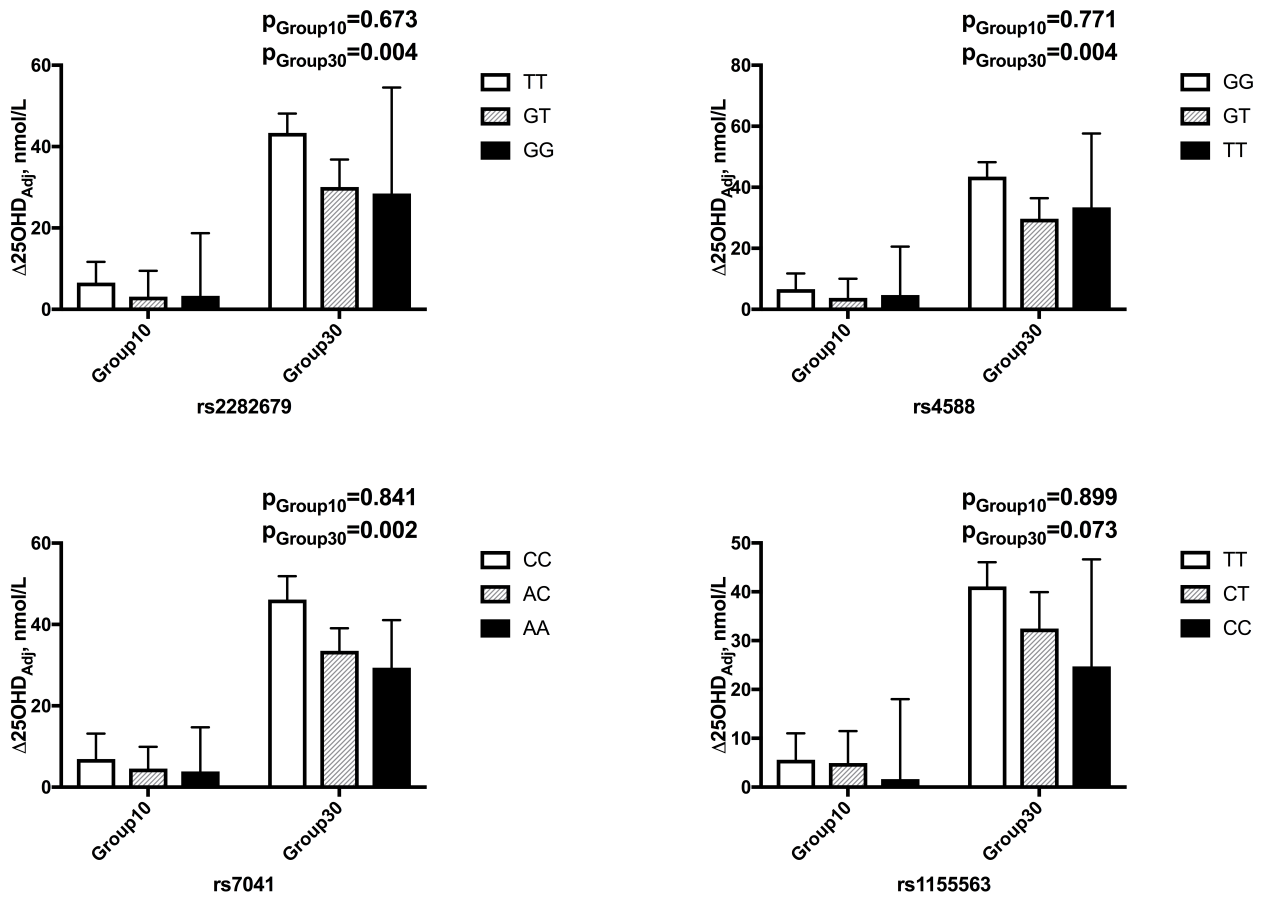 pGroup10=0.673
pGroup30=0.004
Δ25OHDAdj, nmol/L
60
40
20
0
Group10
Group30
rs2282679
TT
GT
GG
pGroup10=0.771
pGroup30=0.004
Δ25OHDAdj, nmol/L
80
60
40
20
0
Group10
Group30
rs4588
GG
GT
TT
pGroup10=0.841
pGroup30=0.002
Δ25OHDAdj, nmol/L
60
40
20
0
Group10
Group30
rs7041
CC
AC
AA
pGroup10=0.899
pGroup30=0.073
Δ25OHDAdj, nmol/L
50
40
30
20
10
0
Group10
Group30
rs1155563
TT
CT
CC